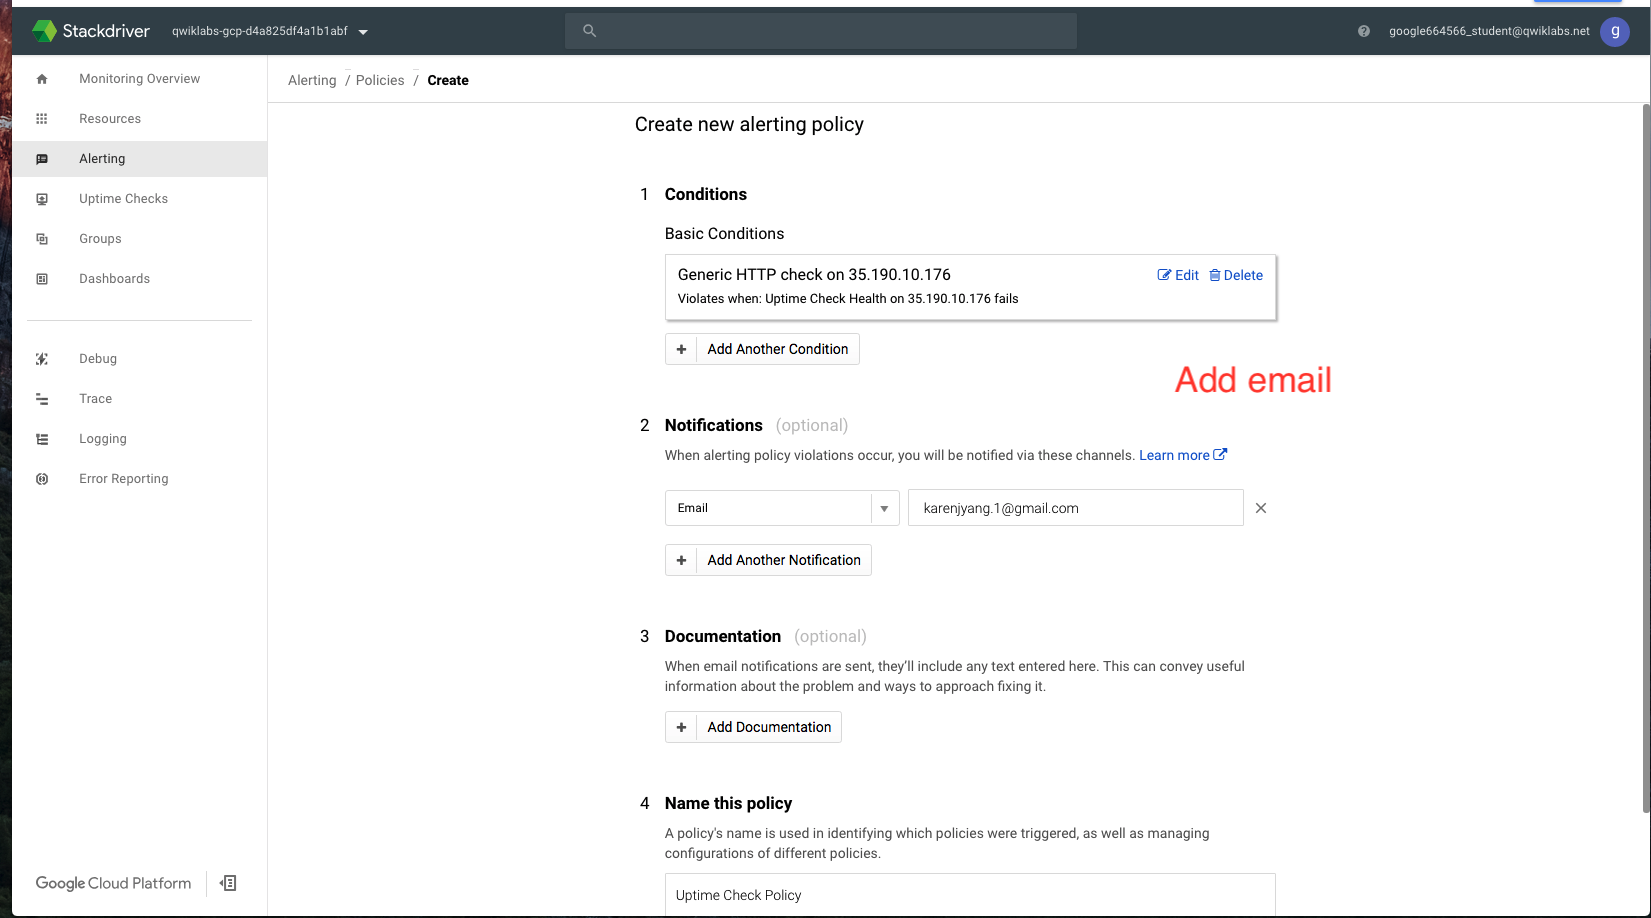 Stackdriver qwiklabs-gcp-d4a825df4a1b1abf google664566_student@qwiklabs.net g
Monitoring Overview
Resources
Alerting
Uptime Checks
Groups
Dashboards
Debug
Trace
Logging
Error Reporting
Google Cloud Platform
Alerting / Policies / Create
Create new alerting policy
1 Conditions
Basic Conditions
Generic HTTP check on 35.190.10.176 Edit Delete
Violates when: Uptime Check Health on 35.190.10.176 fails
+ Add Another Condition
Add email
2 Notifications (optional)
When alerting policy violations occur, you will be notified via these channels. Learn more
Email karenjyang.1@gmail.com
+ Add Another Notification
3 Documentation (optional)
When email notifications are sent, they'll include any text entered here. This can convey useful
information about the problem and ways to approach fixing it.
+ Add Documentation
4 Name this policy
A policy's name is used in identifying which policies were triggered, as well as managing
configurations of different policies.
Uptime Check Policy